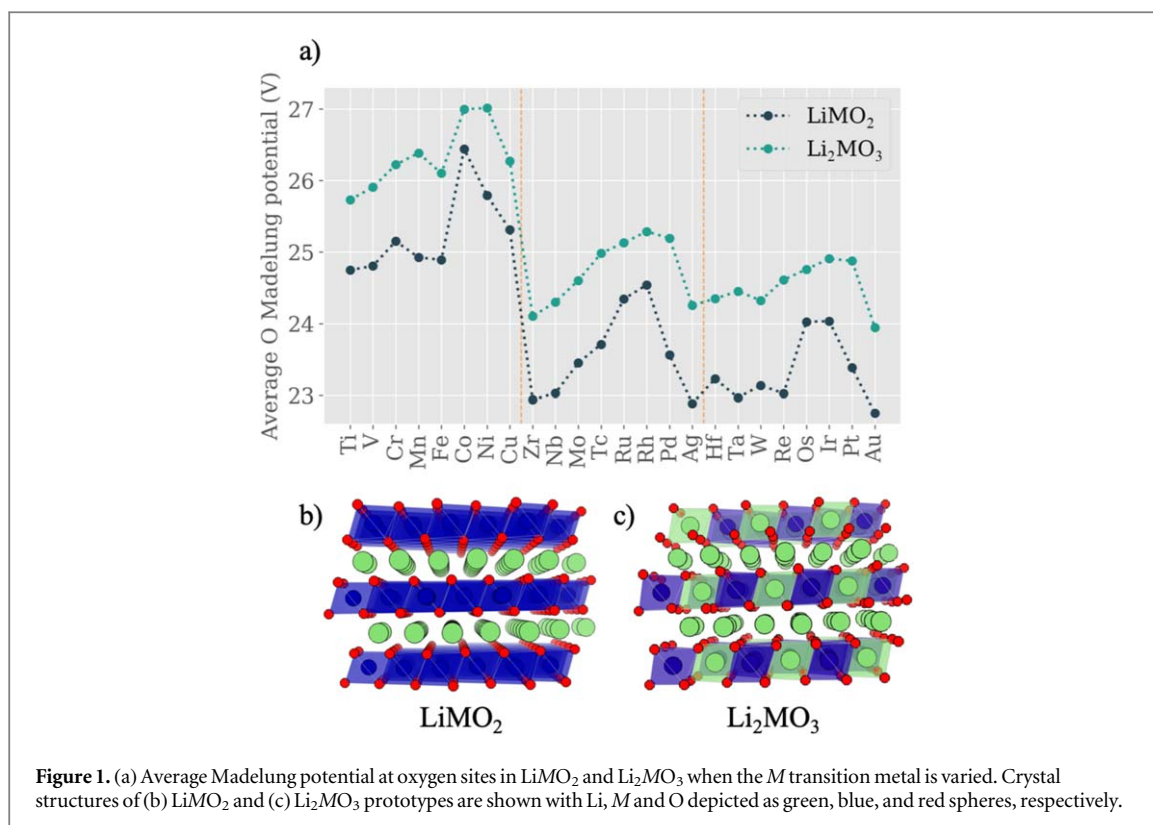 a)
Average O Madelung potential (V)
27
26
25
24
23
LiMO₂
Li₂MO₃
Ti V Cr Mn Fe Co Ni Cu Zr Nb Mo Tc Ru Rh Pd Ag Hf Ta W Re Os Ir Pt Au
b)
c)
LiMO₂
Li₂MO₃
Figure 1. (a) Average Madelung potential at oxygen sites in LiMO₂ and Li₂MO₃ when the M transition metal is varied. Crystal
structures of (b) LiMO₂ and (c) Li₂MO₃ prototypes are shown with Li, M and O depicted as green, blue, and red spheres, respectively.